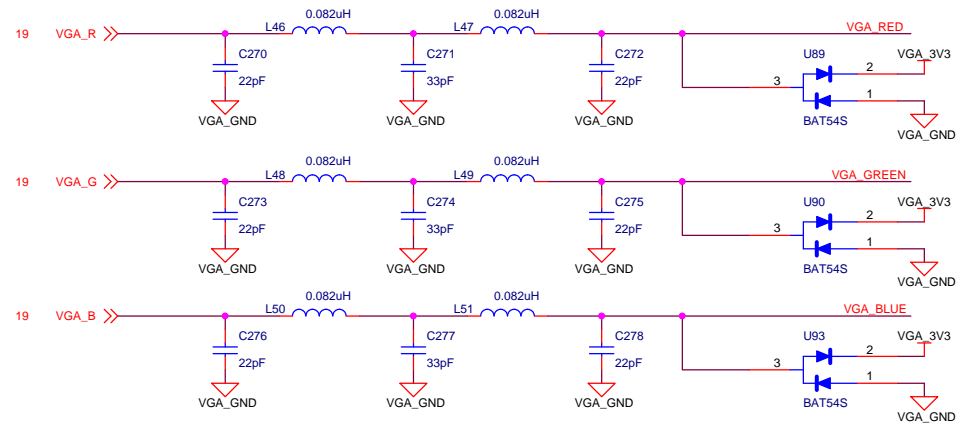 0.082uH 0.082uH
19 VGA_R L46 L47 VGA_RED
C270 C271 C272 U89 VGA_3V3
2
3
22pF 33pF 22pF
1
VGA_GND VGA_GND VGA_GND BAT54S
VGA_GND
0.082uH 0.082uH
19 VGA_G L48 L49 VGA_GREEN
C273 C274 C275 U90 VGA_3V3
2
3
22pF 33pF 22pF
1
VGA_GND VGA_GND VGA_GND BAT54S
VGA_GND
0.082uH 0.082uH
19 VGA_B L50 L51 VGA_BLUE
C276 C277 C278 U93 VGA_3V3
2
3
22pF 33pF 22pF
1
VGA_GND VGA_GND VGA_GND BAT54S
VGA_GND